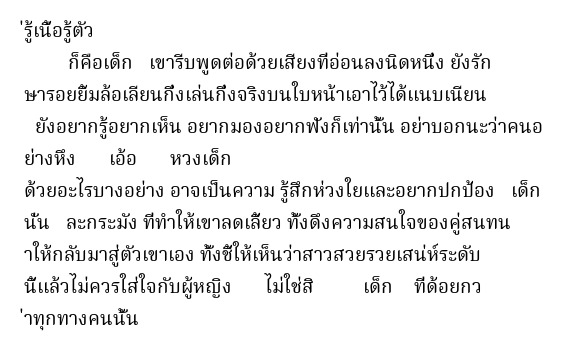 ่รู้เนื้อรู้ตัว
ก็คือเด็ก เขารีบพูดต่อด้วยเสียงที่อ่อนลงนิดหนึ่ง ยังรัก
ษารอยยิ้มล้อเลียนกึ่งเล่นกึ่งจริงบนใบหน้าเอาไว้ได้แนบเนียน
ยังอยากรู้อยากเห็น อยากมองอยากฟังก็เท่านั้น อย่าบอกนะว่าคนอ
ย่างหึง เอ้อ หวงเด็ก
ด้วยอะไรบางอย่าง อาจเป็นความ รู้สึกห่วงใยและอยากปกป้อง เด็ก
นั่น ละกระมัง ที่ทำให้เขาลดเลี้ยว ทั้งดึงความสนใจของคู่สนทน
าให้กลับมาสู่ตัวเขาเอง ทั้งชี้ให้เห็นว่าสาวสวยรวยเสน่ห์ระดับ
นี้แล้วไม่ควรใส่ใจกับผู้หญิง ไม่ใช่สิ เด็ก ที่ด้อยกว
่าทุกทางคนนั้น